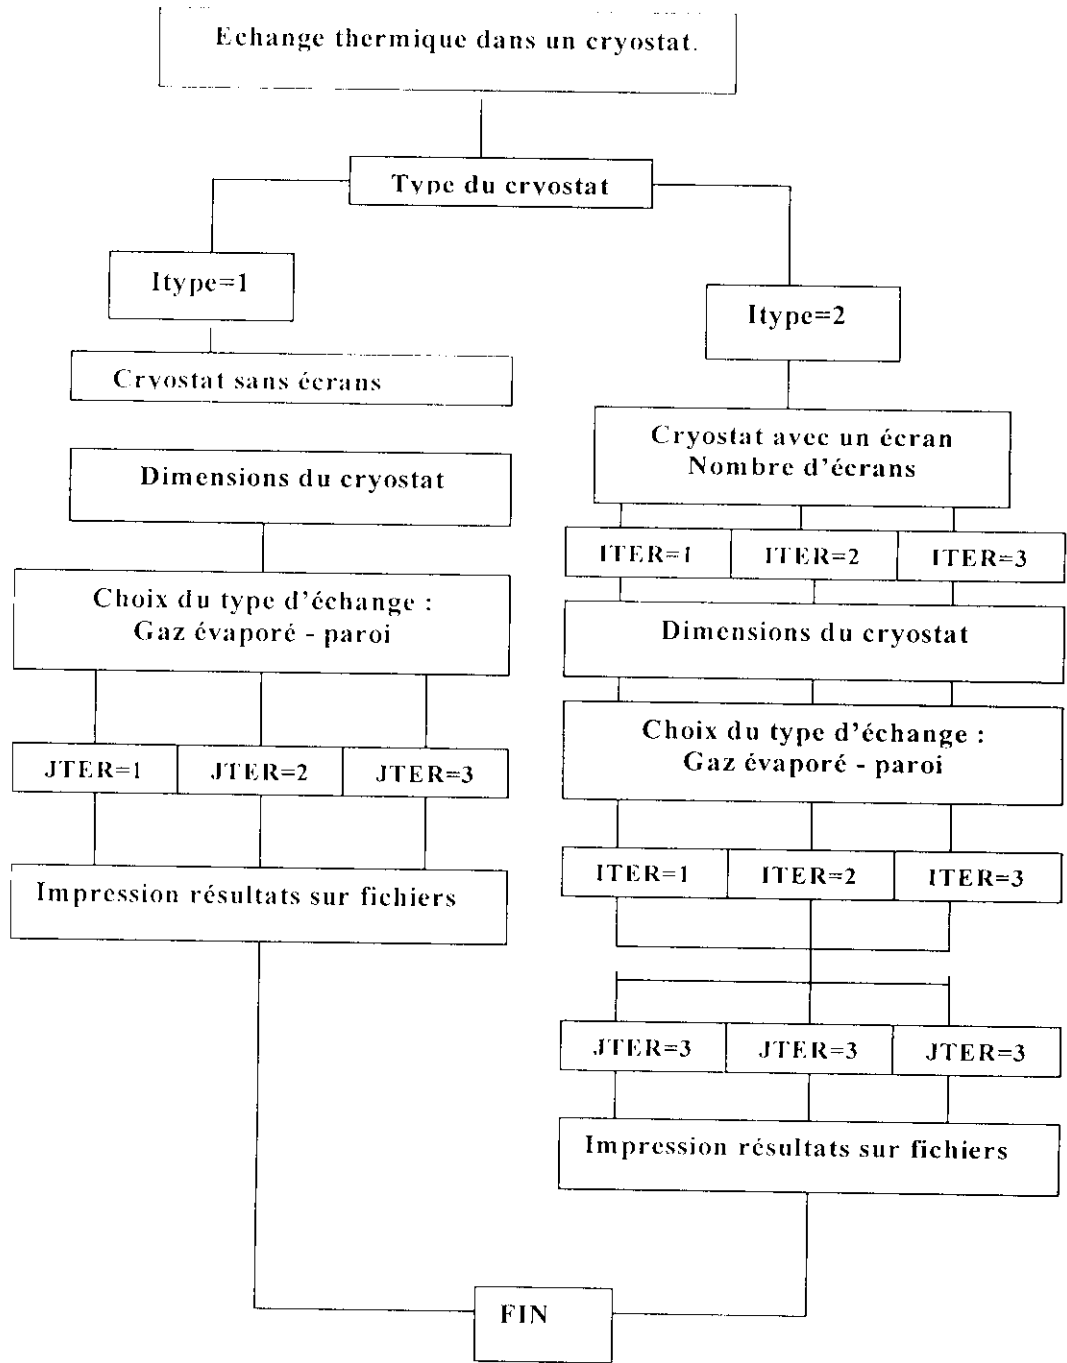 Echange thermique dans un cryostat.
Type du cryostat
Itype=1
Cryostat sans écrans
Dimensions du cryostat
Choix du type d'échange :
Gaz évaporé - paroi
JTER=1 JTER=2 JTER=3
Impression résultats sur fichiers
Itype=2
Cryostat avec un écran
Nombre d'écrans
ITER=1 ITER=2 ITER=3
Dimensions du cryostat
Choix du type d'échange :
Gaz évaporé - paroi
ITER=1 ITER=2 ITER=3
JTER=3 JTER=3 JTER=3
Impression résultats sur fichiers
FIN